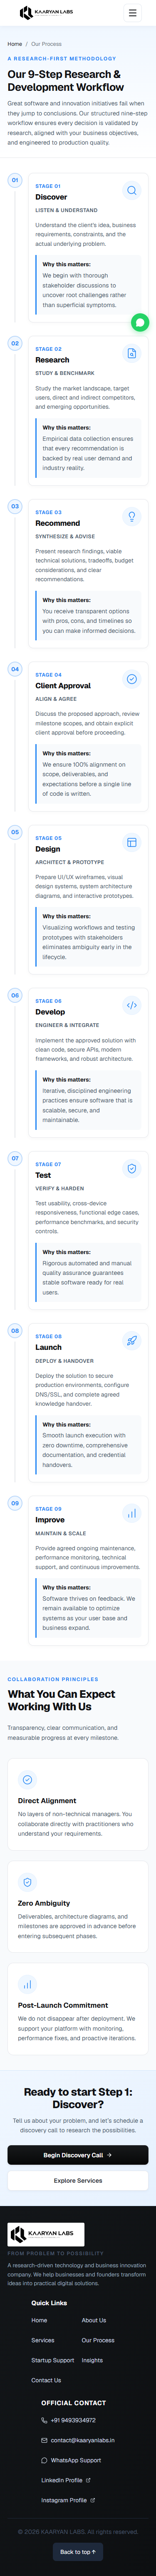 KAARYAN LABS
Home / Our Process
A RESEARCH-FIRST METHODOLOGY
Our 9-Step Research &
Development Workflow
Great software and innovation initiatives fail when
they jump straight to code. Our structured nine-step
workflow ensures every decision is validated by
research, aligned with your business objectives,
and engineered to production quality.
01
STAGE 01
Discover
LISTEN & UNDERSTAND
Understand the client's idea, business
requirements, constraints, and the
actual underlying problem.
Why this matters:
We begin with thorough
stakeholder discussions to
uncover root challenges rather
than superficial symptoms.
02
STAGE 02
Research
STUDY & BENCHMARK
Study the market landscape, target
users, direct and indirect competitors,
and emerging opportunities.
Why this matters:
Empirical data collection ensures
that every recommendation is
backed by real user demand and
industry reality.
03
STAGE 03
Recommend
SYNTHESIZE & ADVISE
Present research findings, viable
technical solutions, tradeoffs, budget
considerations, and clear
recommendations.
Why this matters:
You receive transparent options
with pros, cons, and timelines so
you can make informed decisions.
04
STAGE 04
Client Approval
ALIGN & AGREE
Discuss the proposed approach, review
milestone scopes, and obtain explicit
client approval before proceeding.
Why this matters:
We ensure 100% alignment on
scope, deliverables, and
expectations before a single line
of code is written.
05
STAGE 05
Design
ARCHITECT & PROTOTYPE
Prepare UI/UX wireframes, visual
design systems, system architecture
diagrams, and interactive prototypes.
Why this matters:
Visualizing workflows and testing
prototypes with stakeholders
eliminates ambiguity early in the
lifecycle.
06
STAGE 06
Develop
ENGINEER & INTEGRATE
Implement the approved solution with
clean code, secure APIs, modern
frameworks, and robust architecture.
Why this matters:
Iterative, disciplined engineering
practices ensure software that is
scalable, secure, and
maintainable.
07
STAGE 07
Test
VERIFY & HARDEN
Test usability, cross-device
responsiveness, functional edge cases,
performance benchmarks, and security
controls.
Why this matters:
Rigorous automated and manual
quality assurance guarantees
stable software ready for real
users.
08
STAGE 08
Launch
DEPLOY & HANDOVER
Deploy the solution to secure
production environments, configure
DNS/SSL, and complete agreed
knowledge handover.
Why this matters:
Smooth launch execution with
zero downtime, comprehensive
documentation, and credential
handovers.
09
STAGE 09
Improve
MAINTAIN & SCALE
Provide agreed ongoing maintenance,
performance monitoring, technical
support, and continuous improvements.
Why this matters:
Software thrives on feedback. We
remain available to optimize
systems as your user base and
business expand.
COLLABORATION PRINCIPLES
What You Can Expect
Working With Us
Transparency, clear communication, and
measurable progress at every milestone.
Direct Alignment
No layers of non-technical managers. You
collaborate directly with practitioners who
understand your requirements.
Zero Ambiguity
Deliverables, architecture diagrams, and
milestones are approved in advance before
entering subsequent phases.
Post-Launch Commitment
We do not disappear after deployment. We
support your platform with monitoring,
performance fixes, and proactive iterations.
Ready to start Step 1:
Discovery?
Tell us about your problem, and let's schedule a
discovery call to research the possibilities.
Begin Discovery Call →
Explore Services
KAARYAN LABS
FROM PROBLEM TO POSSIBILITY
A research-driven technology and business innovation
company. We help businesses and founders transform
ideas into practical digital solutions.
Quick Links
Home
About Us
Services
Our Process
Startup Support
Insights
Contact Us
OFFICIAL CONTACT
+91 9493934972
contact@kaaryanlabs.in
WhatsApp Support
LinkedIn Profile
Instagram Profile
© 2026 KAARYAN LABS. All rights reserved.
Back to top ↑